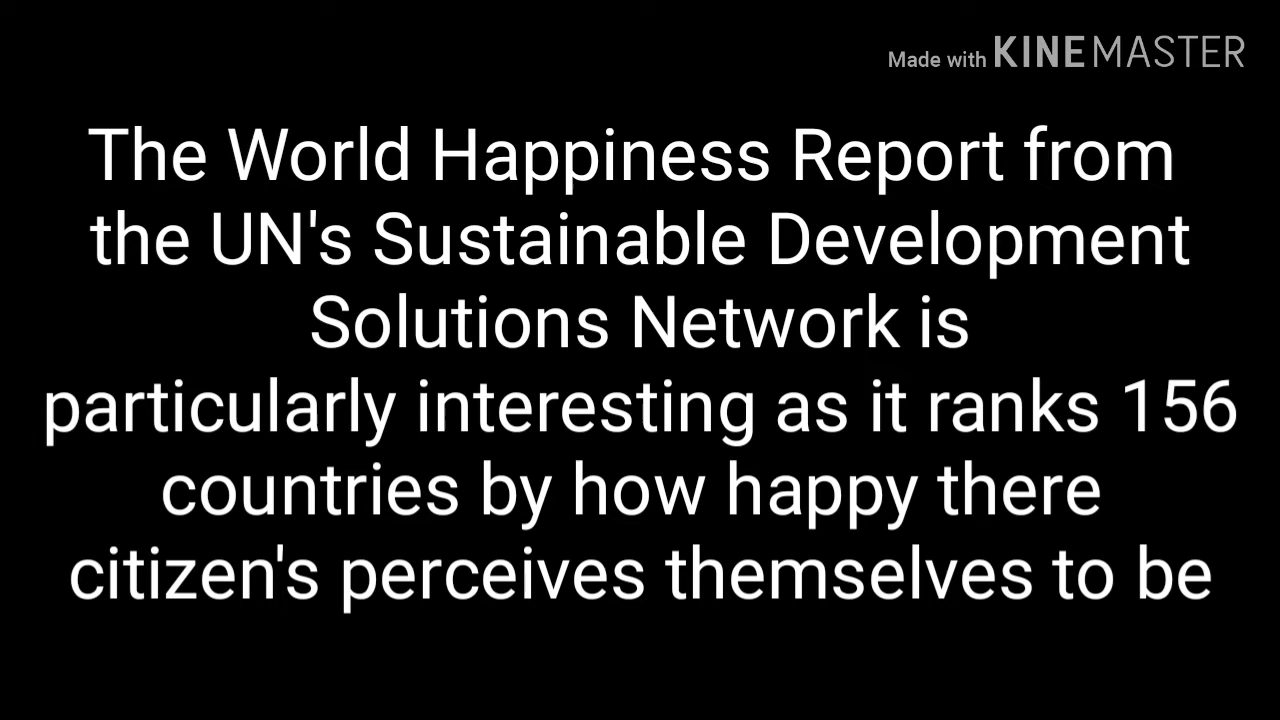 Made with KINEMASTER
The World Happiness Report from
the UN's Sustainable Development
Solutions Network is
particularly interesting as it ranks 156
countries by how happy there
citizen's perceives themselves to be